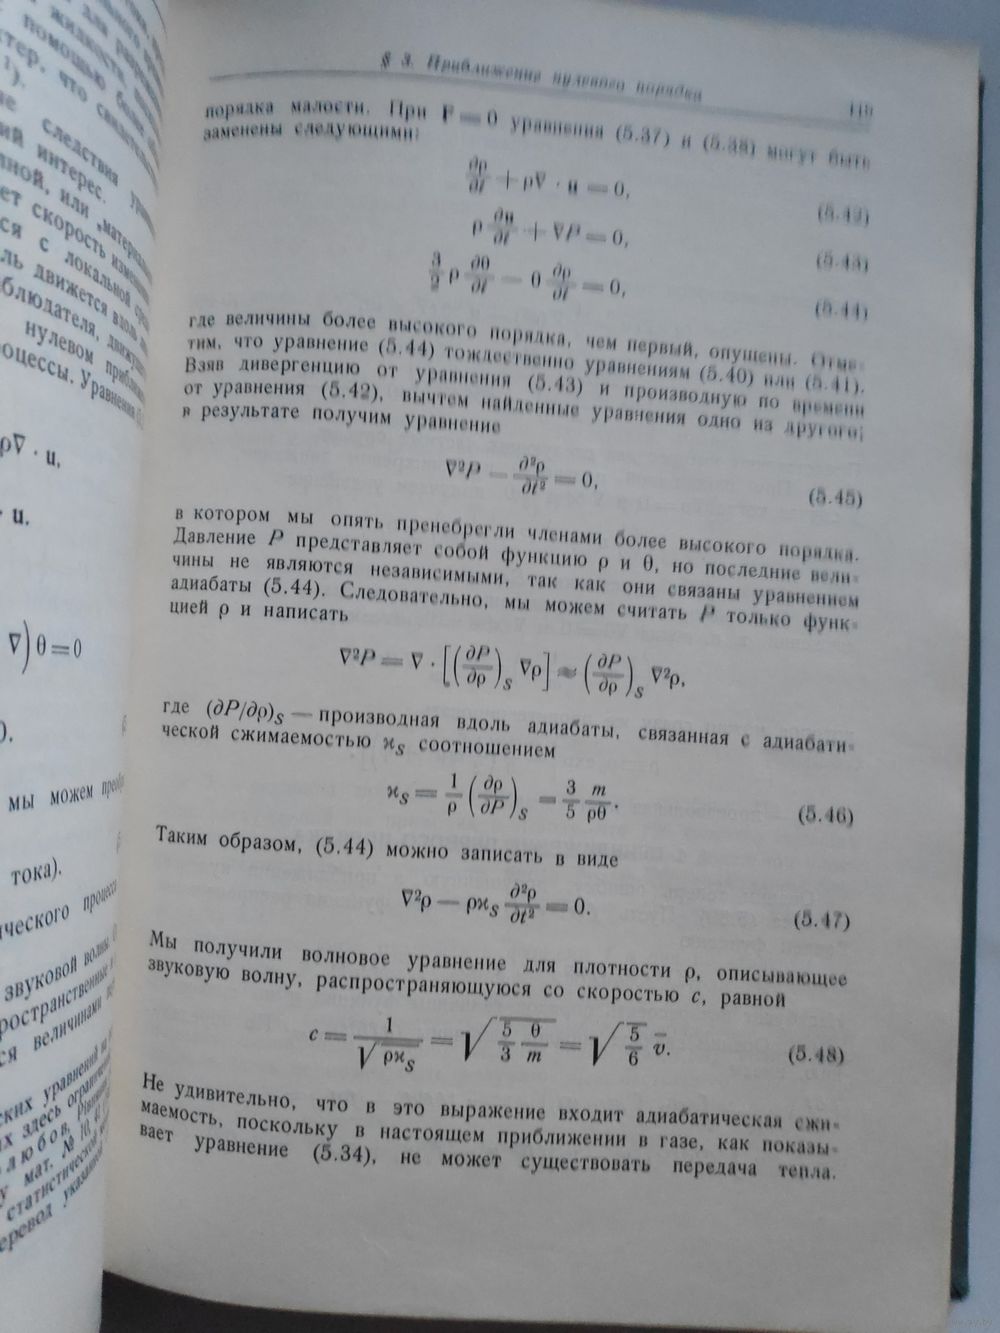 § 3. Приближение нулевого порядка 119
порядка малости. При F = 0 уравнения (5.37) и (5.38) могут быть
заменены следующими:
∂ρ/∂t + ρ∇ · u = 0, (5.42)
ρ ∂u/∂t + ∇P = 0, (5.43)
3/2 ρ ∂θ/∂t − θ ∂ρ/∂t = 0, (5.44)
где величины более высокого порядка, чем первый, опущены. Отме-
тим, что уравнение (5.44) тождественно уравнениям (5.40) или (5.41).
Взяв дивергенцию от уравнения (5.43) и производную по времени
от уравнения (5.42), вычтем найденные уравнения одно из другого;
в результате получим уравнение
∇²P − ∂²ρ/∂t² = 0, (5.45)
в котором мы опять пренебрегли членами более высокого порядка.
Давление P представляет собой функцию ρ и θ, но последние вели-
чины не являются независимыми, так как они связаны уравнением
адиабаты (5.44). Следовательно, мы можем считать P только функ-
цией ρ и написать
∇²P = ∇ · [(∂P/∂ρ)_S ∇ρ] ≈ (∂P/∂ρ)_S ∇²ρ,
где (∂P/∂ρ)_S — производная вдоль адиабаты, связанная с адиабати-
ческой сжимаемостью ϰ_S соотношением
ϰ_S = 1/ρ (∂ρ/∂P)_S = 3/5 m/ρθ. (5.46)
Таким образом, (5.44) можно записать в виде
∇²ρ − ρϰ_S ∂²ρ/∂t² = 0. (5.47)
Мы получили волновое уравнение для плотности ρ, описывающее
звуковую волну, распространяющуюся со скоростью c, равной
c = 1/√(ρϰ_S) = √(5/3 θ/m) = √(5/6) v̄. (5.48)
Не удивительно, что в это выражение входит адиабатическая сжи-
маемость, поскольку в настоящем приближении в газе, как показы-
вает уравнение (5.34), не может существовать передача тепла.